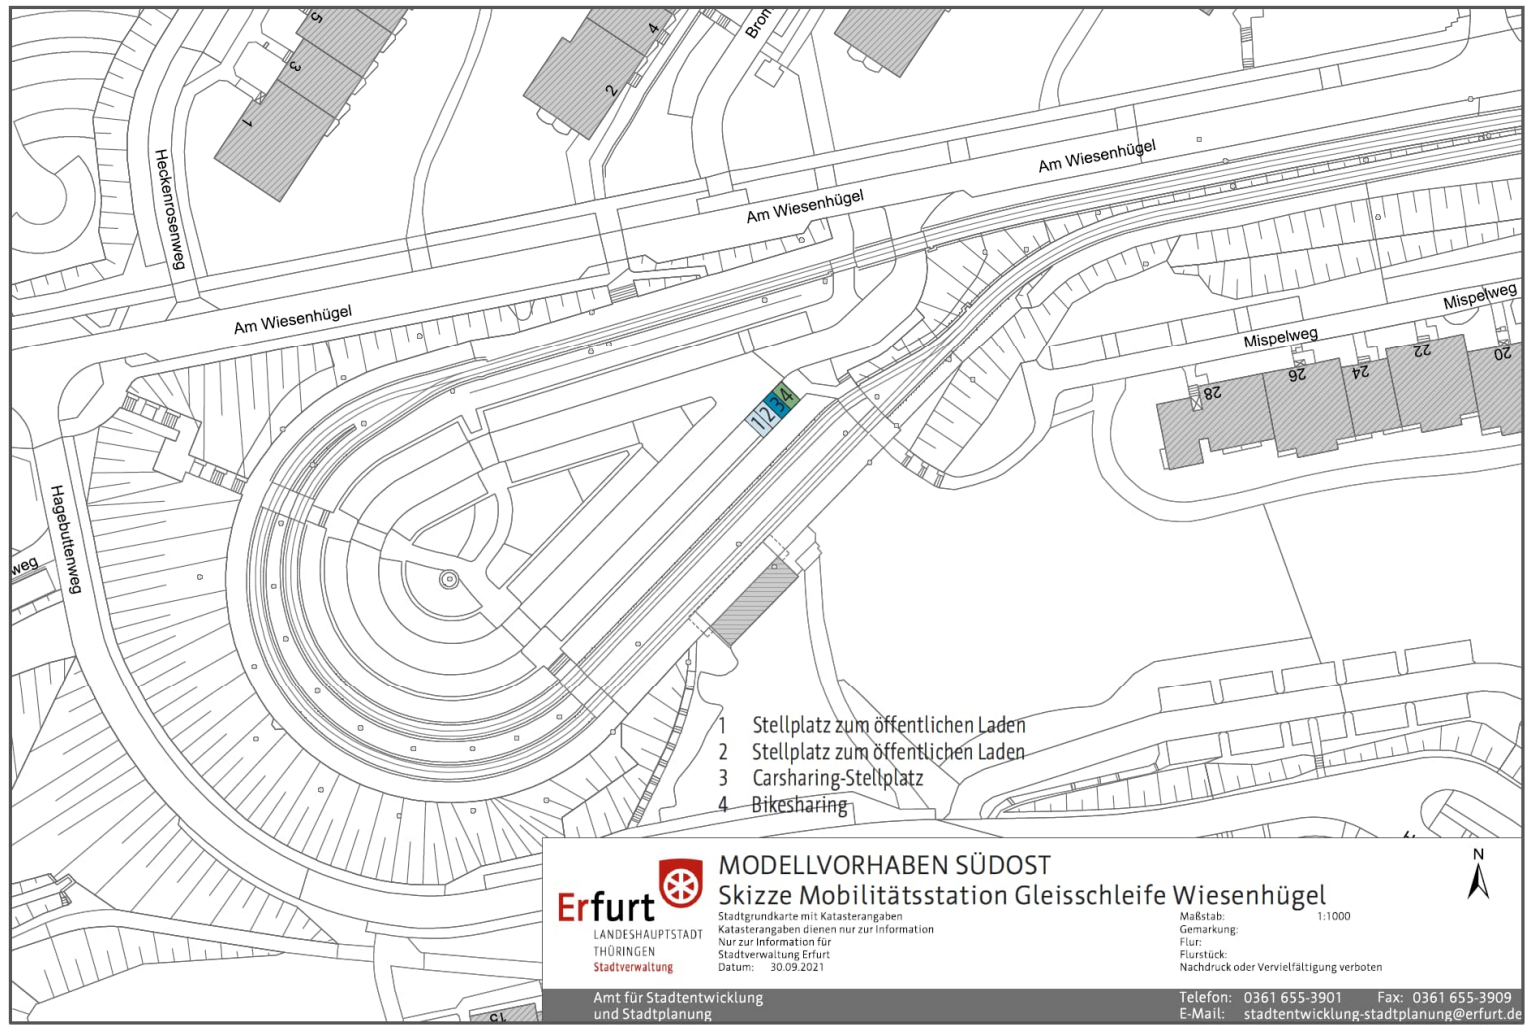 5
3
1
4
2
Brom
Heckenrosenweg
Am Wiesenhügel
Am Wiesenhügel
Am Wiesenhügel
Mispelweg
Mispelweg
28
26
24
22
20
1
2
3
4
Hagebuttenweg
weg
1 Stellplatz zum öffentlichen Laden
2 Stellplatz zum öffentlichen Laden
3 Carsharing-Stellplatz
4 Bikesharing
15
Erfurt
LANDESHAUPTSTADT
THÜRINGEN
Stadtverwaltung
MODELLVORHABEN SÜDOST
Skizze Mobilitätsstation Gleisschleife Wiesenhügel
Stadtgrundkarte mit Katasterangaben
Katasterangaben dienen nur zur Information
Nur zur Information für
Stadtverwaltung Erfurt
Datum: 30.09.2021
Maßstab: 1:1000
Gemarkung:
Flur:
Flurstück:
Nachdruck oder Vervielfältigung verboten
N
Amt für Stadtentwicklung
und Stadtplanung
Telefon: 0361 655-3901 Fax: 0361 655-3909
E-Mail: stadtentwicklung-stadtplanung@erfurt.de